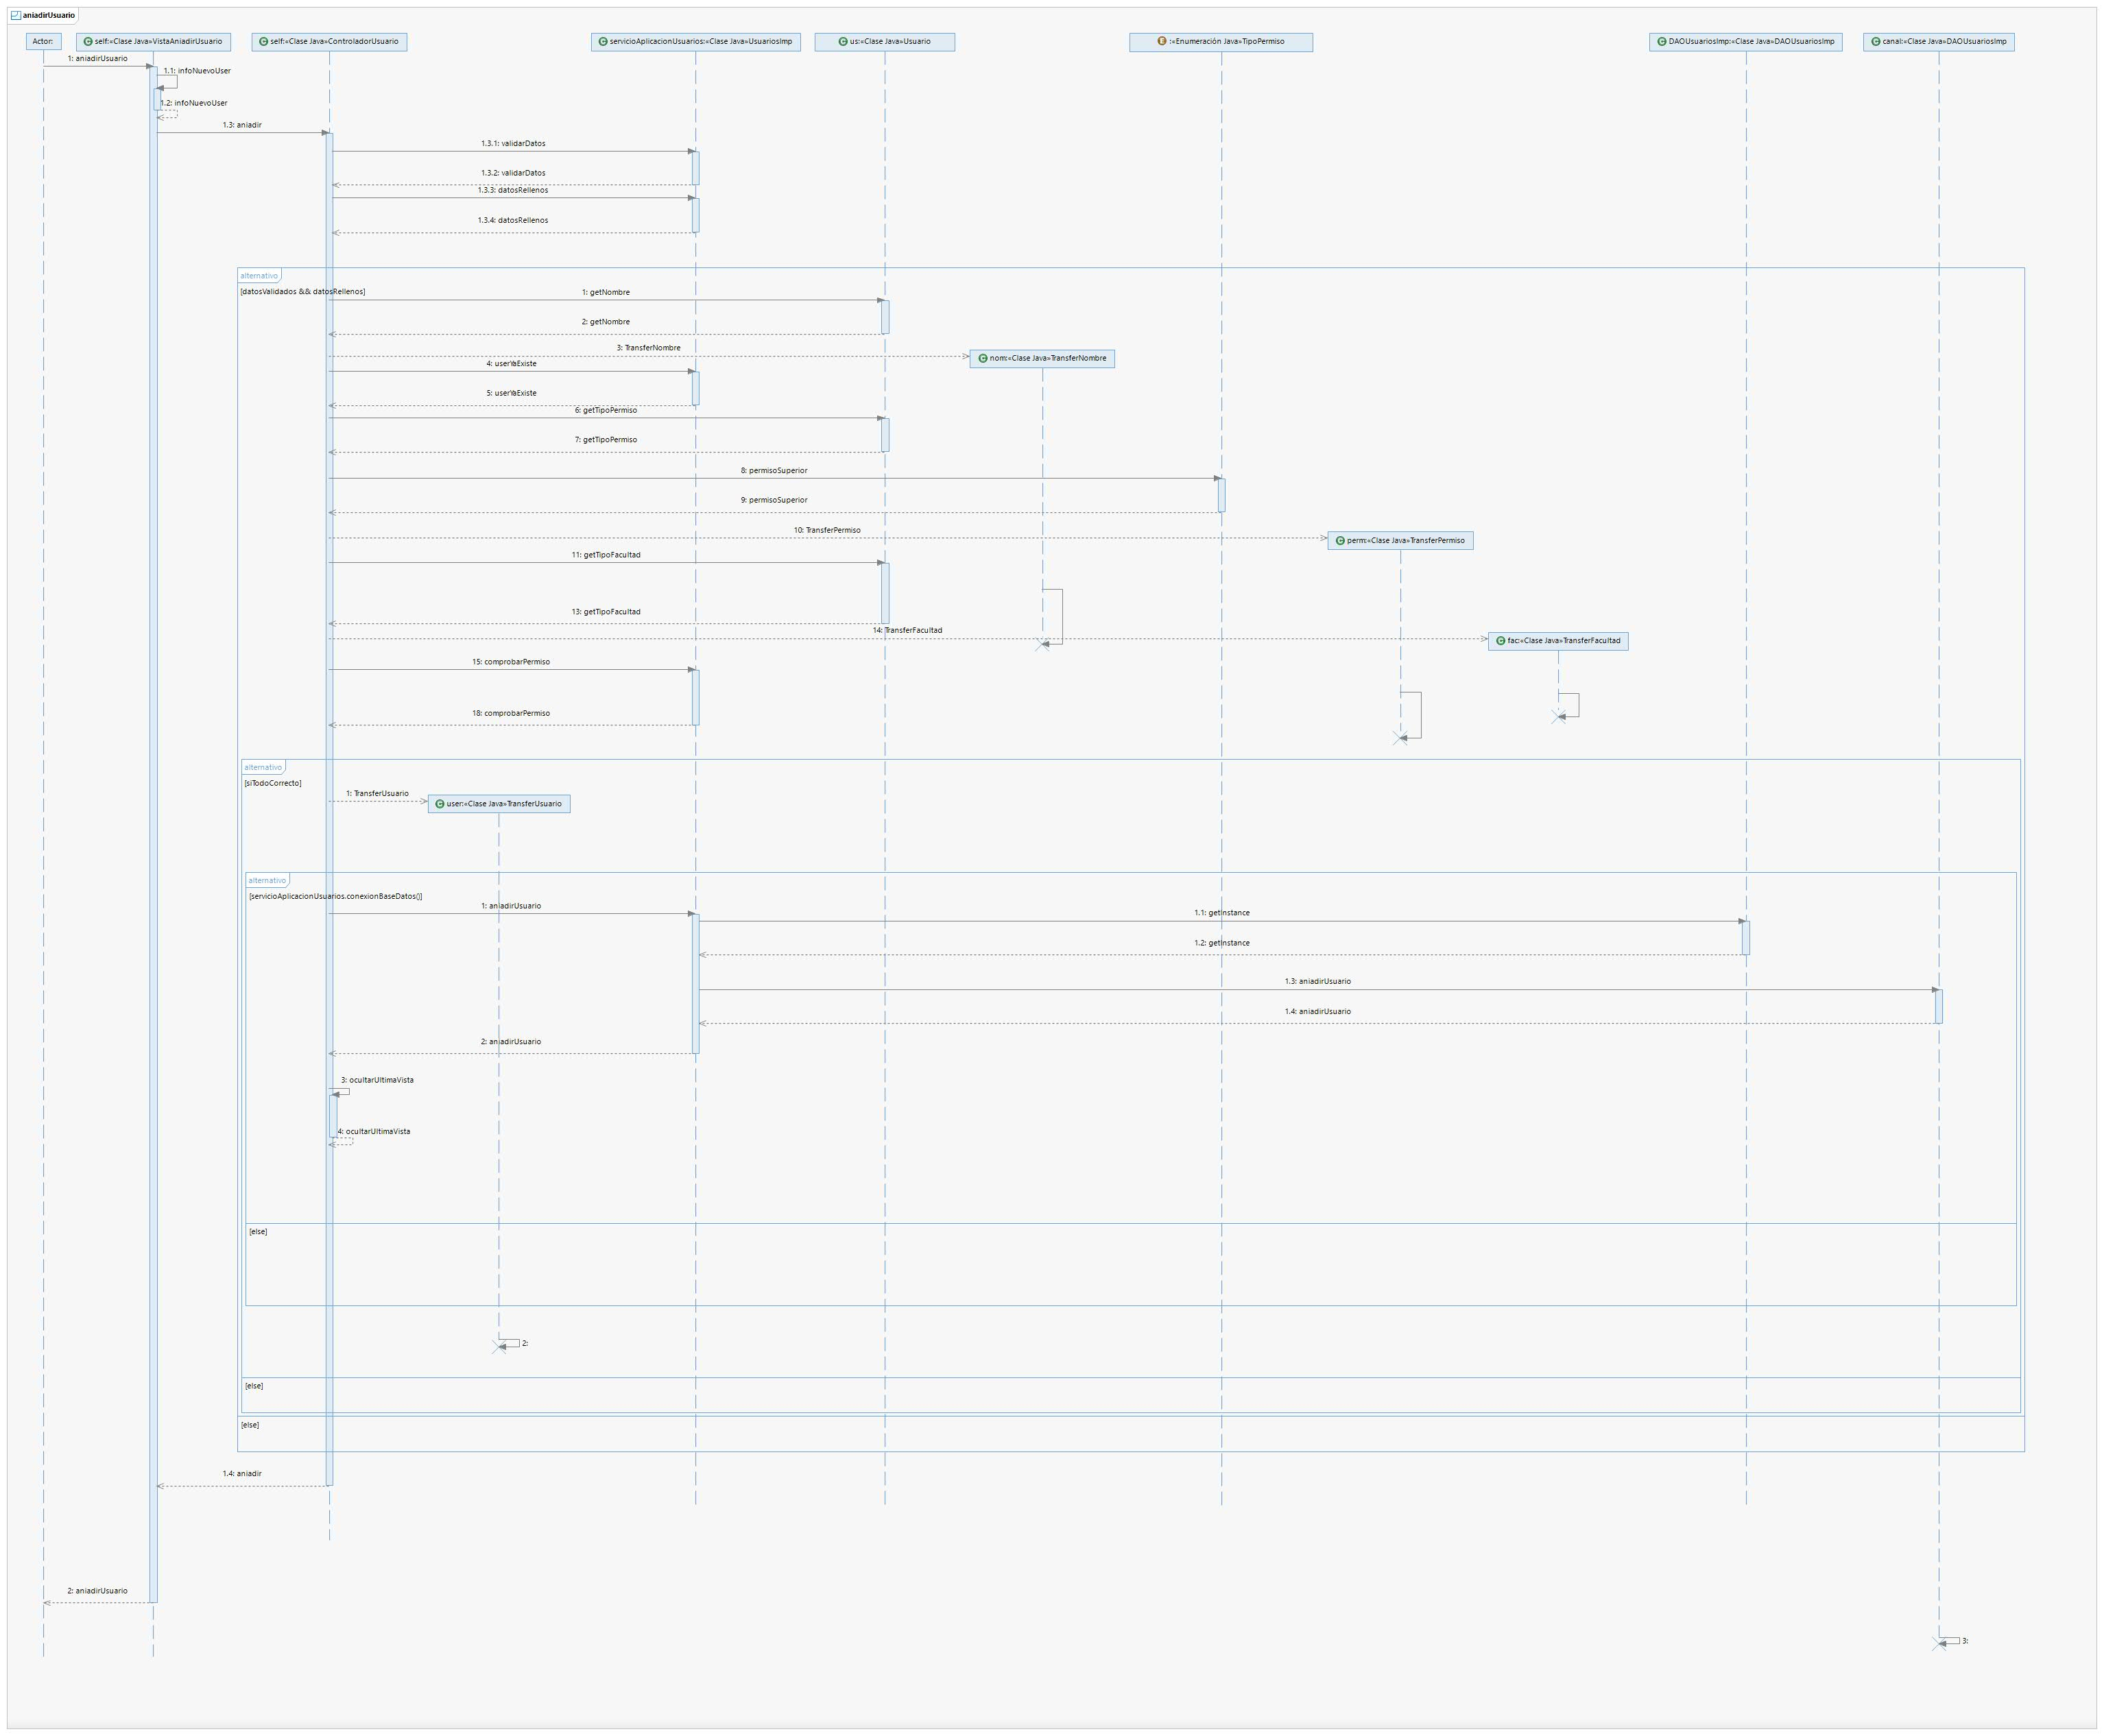 aniadirUsuario
Actor:
self:«Clase Java»VistaAniadirUsuario
self:«Clase Java»ControladorUsuario
servicioAplicacionUsuarios:«Clase Java»UsuariosImp
us:«Clase Java»Usuario
:«Enumeración Java»TipoPermiso
DAOUsuariosImp:«Clase Java»DAOUsuariosImp
canal:«Clase Java»DAOUsuariosImp
1: aniadirUsuario
1.1: infoNuevoUser
1.2: infoNuevoUser
1.3: aniadir
1.3.1: validarDatos
1.3.2: validarDatos
1.3.3: datosRellenos
1.3.4: datosRellenos
alternativo
[datosValidados && datosRellenos]
1: getNombre
2: getNombre
3: TransferNombre
nom:«Clase Java»TransferNombre
4: userYaExiste
5: userYaExiste
6: getTipoPermiso
7: getTipoPermiso
8: permisoSuperior
9: permisoSuperior
10: TransferPermiso
perm:«Clase Java»TransferPermiso
11: getTipoFacultad
13: getTipoFacultad
14: TransferFacultad
fac:«Clase Java»TransferFacultad
15: comprobarPermiso
18: comprobarPermiso
alternativo
[siTodoCorrecto]
1: TransferUsuario
user:«Clase Java»TransferUsuario
alternativo
[servicioAplicacionUsuarios.conexionBaseDatos()]
1: aniadirUsuario
1.1: getInstance
1.2: getInstance
1.3: aniadirUsuario
1.4: aniadirUsuario
2: aniadirUsuario
3: ocultarUltimaVista
4: ocultarUltimaVista
[else]
2:
[else]
[else]
1.4: aniadir
2: aniadirUsuario
3: